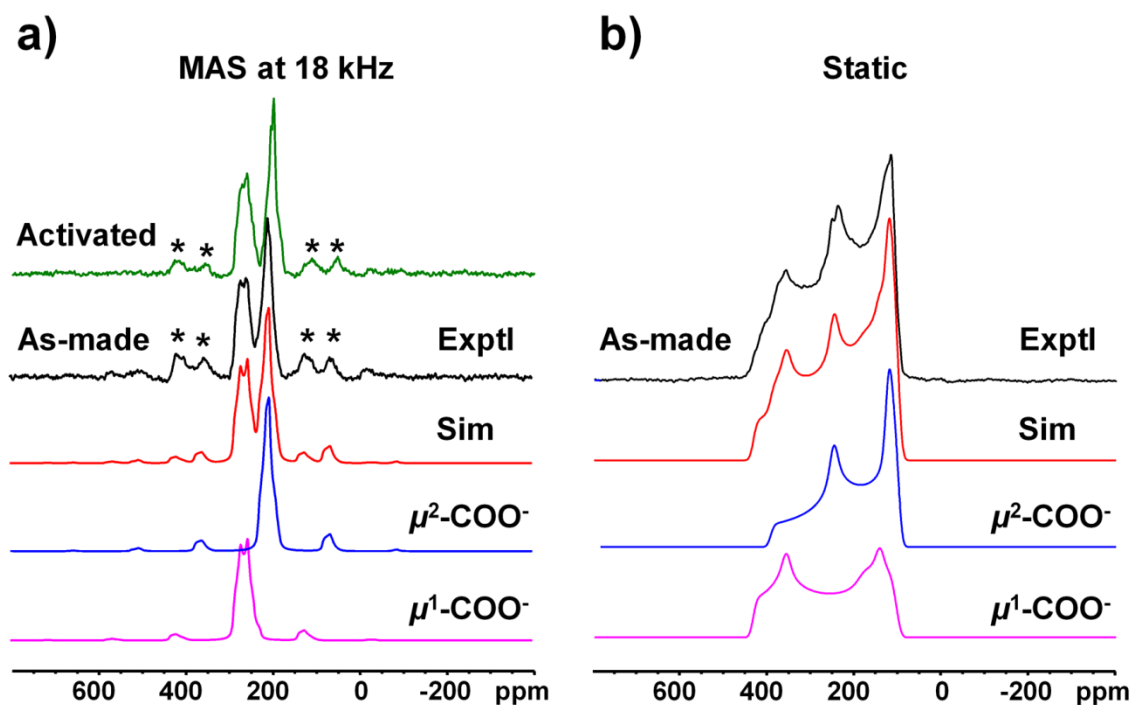 a)
MAS at 18 kHz
Activated
* * * *
As-made
* * * *
Exptl
Sim
μ²-COO⁻
μ¹-COO⁻
600 400 200 0 -200 ppm
b)
Static
As-made
Exptl
Sim
μ²-COO⁻
μ¹-COO⁻
600 400 200 0 -200 ppm